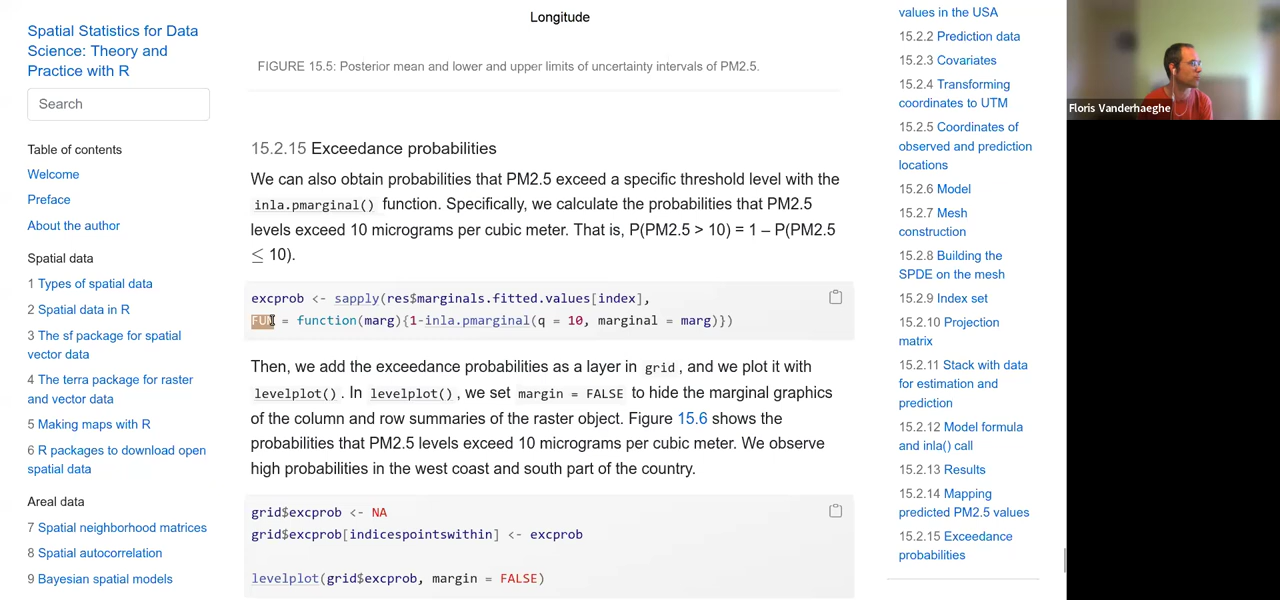 Spatial Statistics for Data
Science: Theory and
Practice with R
Search
Table of contents
Welcome
Preface
About the author
Spatial data
1 Types of spatial data
2 Spatial data in R
3 The sf package for spatial
vector data
4 The terra package for raster
and vector data
5 Making maps with R
6 R packages to download open
spatial data
Areal data
7 Spatial neighborhood matrices
8 Spatial autocorrelation
9 Bayesian spatial models
Longitude
FIGURE 15.5: Posterior mean and lower and upper limits of uncertainty intervals of PM2.5.
15.2.15 Exceedance probabilities
We can also obtain probabilities that PM2.5 exceed a specific threshold level with the
inla.pmarginal() function. Specifically, we calculate the probabilities that PM2.5
levels exceed 10 micrograms per cubic meter. That is, P(PM2.5 > 10) = 1 – P(PM2.5
≤ 10).
excprob <- sapply(res$marginals.fitted.values[index],
FUN = function(marg){1-inla.pmarginal(q = 10, marginal = marg)})
Then, we add the exceedance probabilities as a layer in grid , and we plot it with
levelplot() . In levelplot() , we set margin = FALSE to hide the marginal graphics
of the column and row summaries of the raster object. Figure 15.6 shows the
probabilities that PM2.5 levels exceed 10 micrograms per cubic meter. We observe
high probabilities in the west coast and south part of the country.
grid$excprob <- NA
grid$excprob[indicespointswithin] <- excprob
levelplot(grid$excprob, margin = FALSE)
values in the USA
15.2.2 Prediction data
15.2.3 Covariates
15.2.4 Transforming
coordinates to UTM
15.2.5 Coordinates of
observed and prediction
locations
15.2.6 Model
15.2.7 Mesh
construction
15.2.8 Building the
SPDE on the mesh
15.2.9 Index set
15.2.10 Projection
matrix
15.2.11 Stack with data
for estimation and
prediction
15.2.12 Model formula
and inla() call
15.2.13 Results
15.2.14 Mapping
predicted PM2.5 values
15.2.15 Exceedance
probabilities
Floris Vanderhaeghe